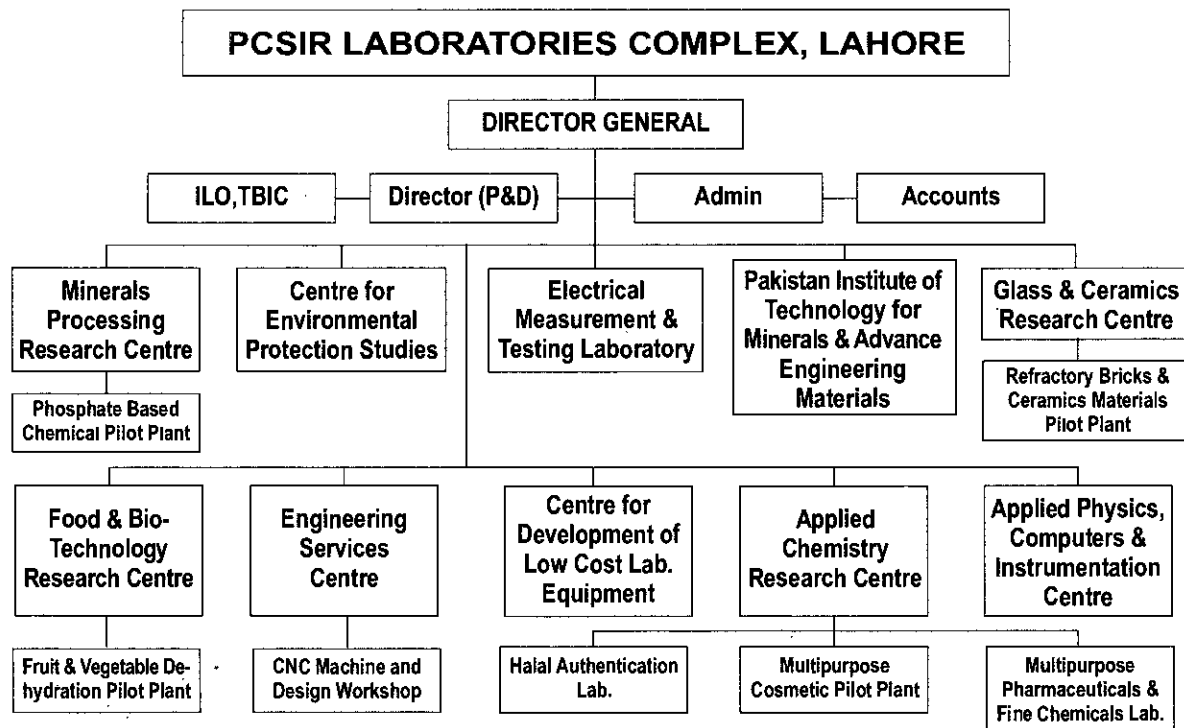 PCSIR LABORATORIES COMPLEX, LAHORE
DIRECTOR GENERAL
ILO,TBIC
Director (P&D)
Admin
Accounts
Minerals
Processing
Research Centre
Centre for
Environmental
Protection Studies
Electrical
Measurement &
Testing Laboratory
Pakistan Institute of
Technology for
Minerals & Advance
Engineering
Materials
Glass & Ceramics
Research Centre
Phosphate Based
Chemical Pilot Plant
Refractory Bricks &
Ceramics Materials
Pilot Plant
Food & Bio-
Technology
Research Centre
Engineering
Services
Centre
Centre for
Development of
Low Cost Lab.
Equipment
Applied
Chemistry
Research Centre
Applied Physics,
Computers &
Instrumentation
Centre
Fruit & Vegetable De-
hydration Pilot Plant
CNC Machine and
Design Workshop
Halal Authentication
Lab.
Multipurpose
Cosmetic Pilot Plant
Multipurpose
Pharmaceuticals &
Fine Chemicals Lab.